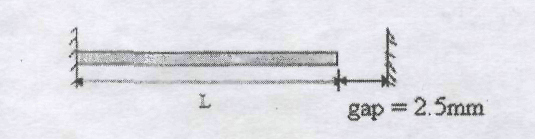 L
gap = 2.5mm